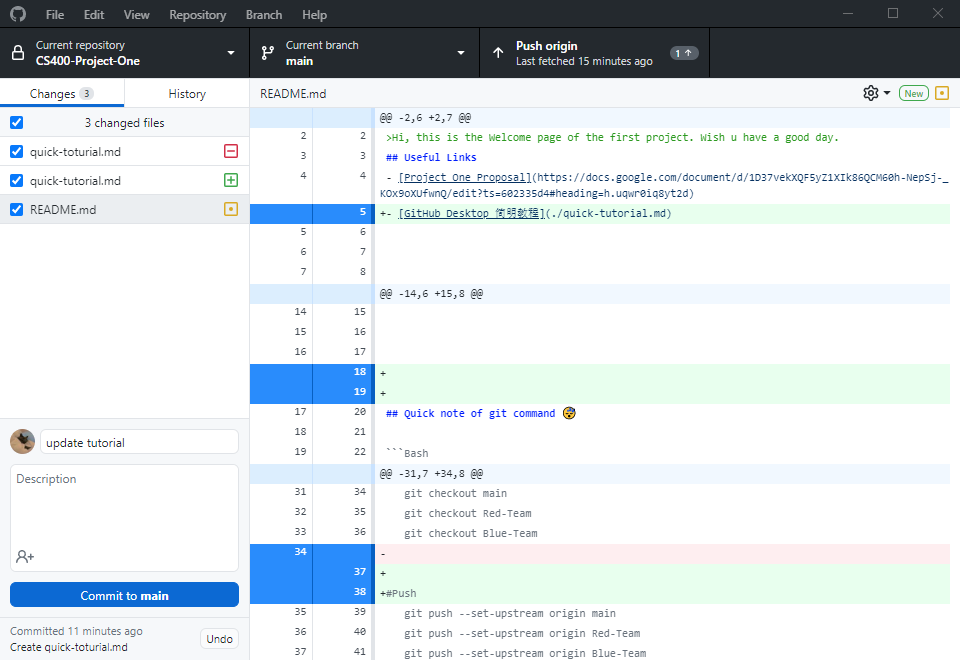 File Edit View Repository Branch Help
Current repository
CS400-Project-One
Current branch
main
Push origin
Last fetched 15 minutes ago
1
Changes 3
History
3 changed files
quick-toturial.md
quick-tutorial.md
README.md
update tutorial
Description
Commit to main
Committed 11 minutes ago
Create quick-toturial.md
Undo
README.md
New
@@ -2,6 +2,7 @@
2 2 >Hi, this is the Welcome page of the first project. Wish u have a good day.
3 3 ## Useful Links
4 4 - [Project One Proposal](https://docs.google.com/document/d/1D37vekXQF5yZ1XIk86QCM60h-NepSj-_
KOx9oXUfwnQ/edit?ts=602335d4#heading=h.uqwr0iq8yt2d)
5 +- [GitHub Desktop 简明教程](./quick-tutorial.md)
5 6
6 7
7 8
@@ -14,6 +15,8 @@
14 15
15 16
16 17
18 +
19 +
17 20 ## Quick note of git command 😴
18 21
19 22 ```Bash
@@ -31,7 +34,8 @@
31 34 git checkout main
32 35 git checkout Red-Team
33 36 git checkout Blue-Team
34 -
37 +
38 +#Push
35 39 git push --set-upstream origin main
36 40 git push --set-upstream origin Red-Team
37 41 git push --set-upstream origin Blue-Team